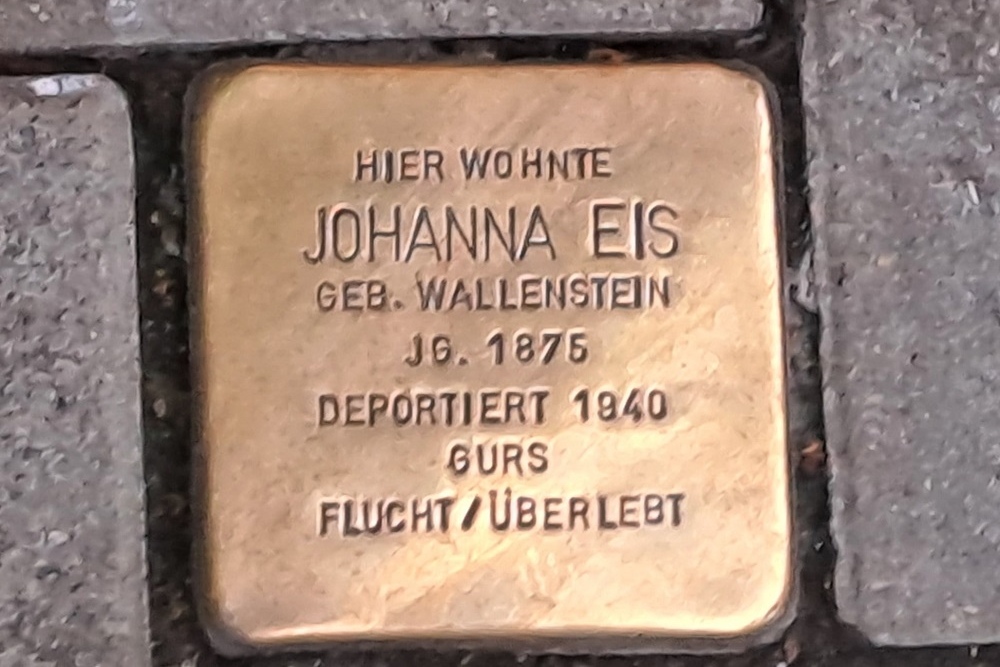 HIER WOHNTE
JOHANNA EIS
GEB. WALLENSTEIN
JG. 1875
DEPORTIERT 1940
GURS
FLUCHT/ÜBERLEBT